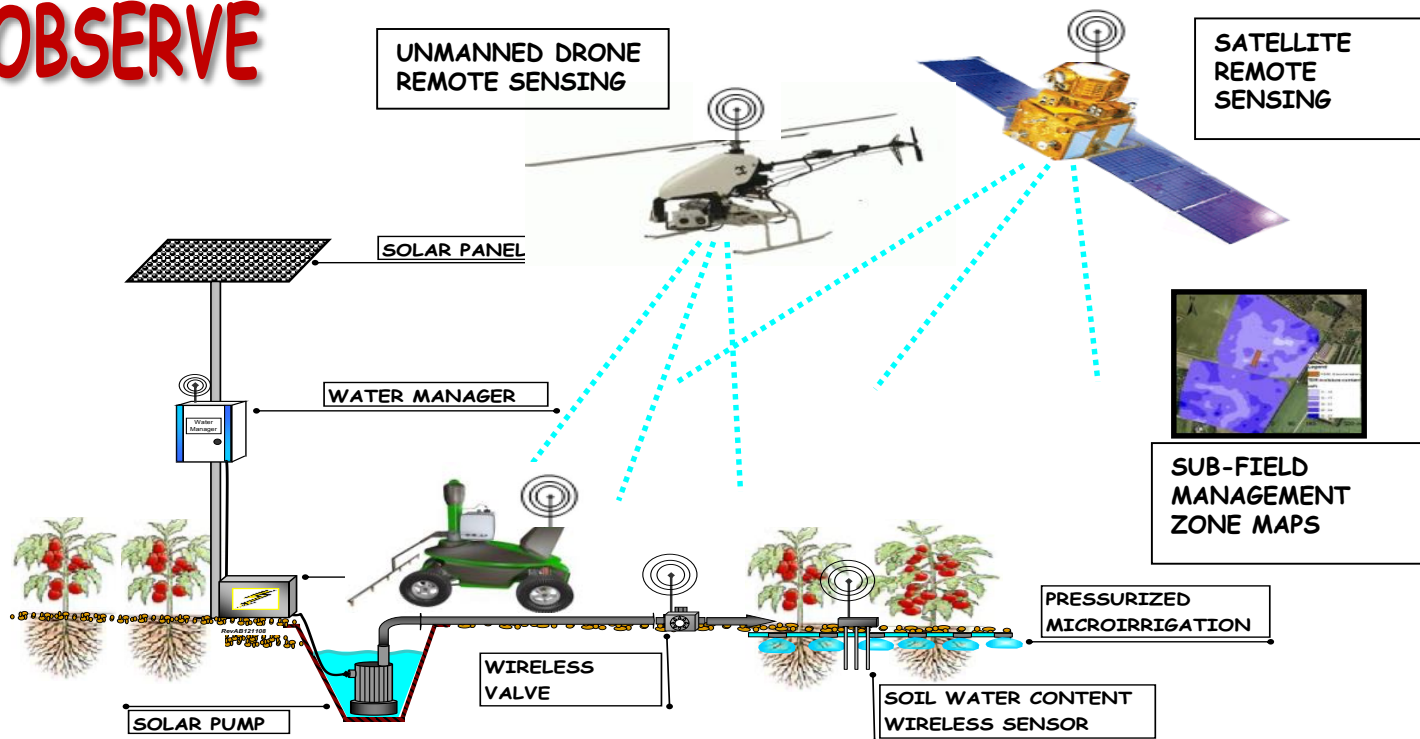 OBSERVE
UNMANNED DRONE
REMOTE SENSING
SATELLITE
REMOTE
SENSING
SOLAR PANEL
WATER MANAGER
Water
Manager
SUB-FIELD
MANAGEMENT
ZONE MAPS
RevAB121108
PRESSURIZED
MICROIRRIGATION
WIRELESS
VALVE
SOIL WATER CONTENT
WIRELESS SENSOR
SOLAR PUMP